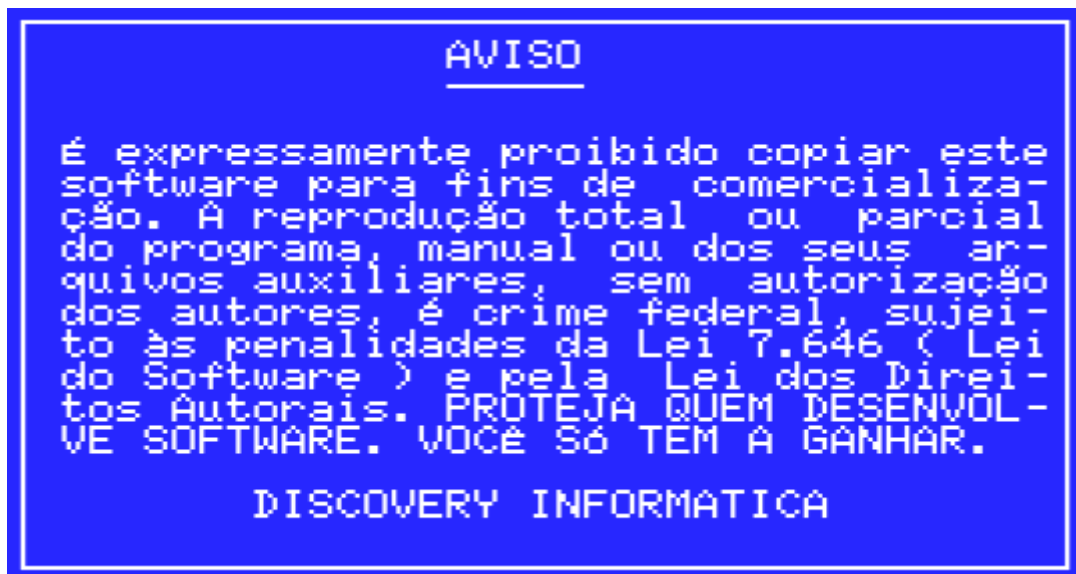 AVISO
É expressamente proibido copiar este
software para fins de comercializa-
ção. A reprodução total ou parcial
do programa, manual ou dos seus ar-
quivos auxiliares, sem autorização
dos autores, é crime federal, sujei-
to às penalidades da Lei 7.646 ( Lei
do Software ) e pela Lei dos Direi-
tos Autorais. PROTEJA QUEM DESENVOL-
VE SOFTWARE. VOCÊ Só TEM A GANHAR.
DISCOVERY INFORMATICA